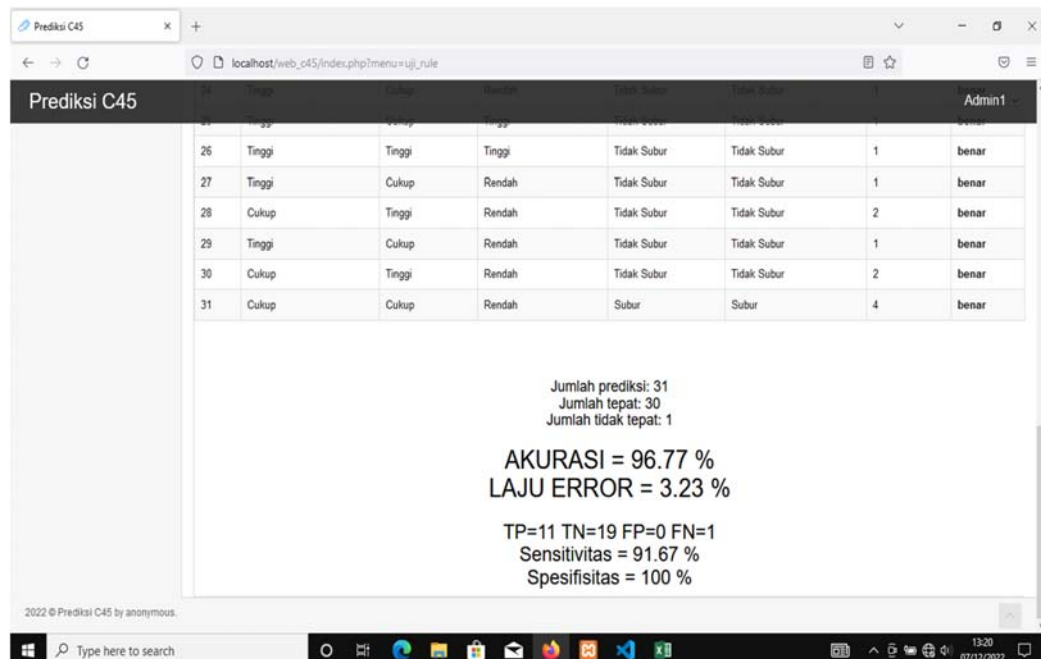 Prediksi C45
localhost/web_c45/index.php?menu=uji_rule
Prediksi C45 Admin1
26 Tinggi Tinggi Tinggi Tidak Subur Tidak Subur 1 benar
27 Tinggi Cukup Rendah Tidak Subur Tidak Subur 1 benar
28 Cukup Tinggi Rendah Tidak Subur Tidak Subur 2 benar
29 Tinggi Cukup Rendah Tidak Subur Tidak Subur 1 benar
30 Cukup Tinggi Rendah Tidak Subur Tidak Subur 2 benar
31 Cukup Cukup Rendah Subur Subur 4 benar
Jumlah prediksi: 31
Jumlah tepat: 30
Jumlah tidak tepat: 1
AKURASI = 96.77 %
LAJU ERROR = 3.23 %
TP=11 TN=19 FP=0 FN=1
Sensitivitas = 91.67 %
Spesifisitas = 100 %
2022 © Prediksi C45 by anonymous.
Type here to search
13:20
07/12/2022